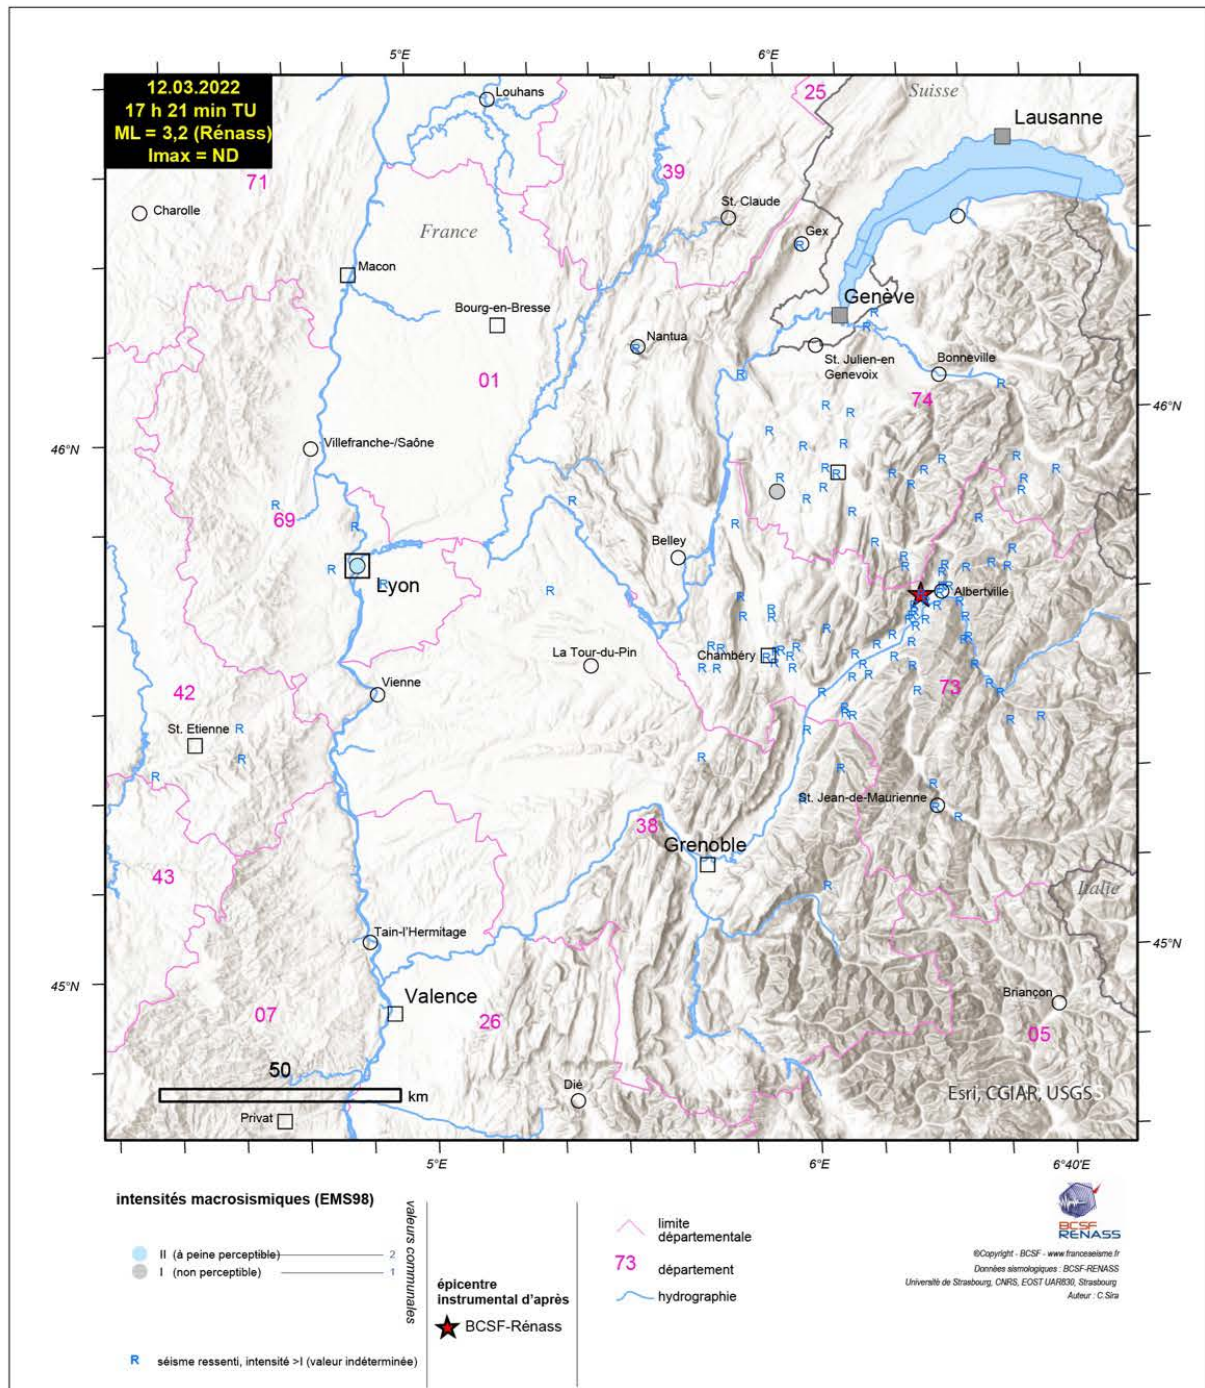 5°E
6°E
12.03.2022
17 h 21 min TU
ML = 3,2 (Rénass)
Imax = ND
Louhans
25
Suisse
Lausanne
71
39
Charolle
St. Claude
France
Gex
Macon
Genève
Bourg-en-Bresse
Nantua
St. Julien-en
Genevoix
Bonneville
01
74
46°N
46°N
Villefranche-/Saône
69
Belley
Lyon
Albertville
La Tour-du-Pin
Chambéry
Vienne
42
73
St. Etienne
St. Jean-de-Maurienne
38
Grenoble
43
Italie
Tain-l'Hermitage
45°N
45°N
Briançon
Valence
07
26
05
50
km
Dié
Esri, CGIAR, USGS
Privat
5°E
6°E
6°40'E
intensités macrosismiques (EMS98)
II (à peine perceptible) 2
I (non perceptible) 1
valeurs communales
épicentre
instrumental d'après
BCSF-Rénass
limite
départementale
73 département
hydrographie
R séisme ressenti, intensité >I (valeur indéterminée)
BCSF
RENASS
©Copyright - BCSF - www.franceseisme.fr
Données sismologiques : BCSF-RENASS
Université de Strasbourg, CNRS, EOST UAR830, Strasbourg
Auteur : C.Sira